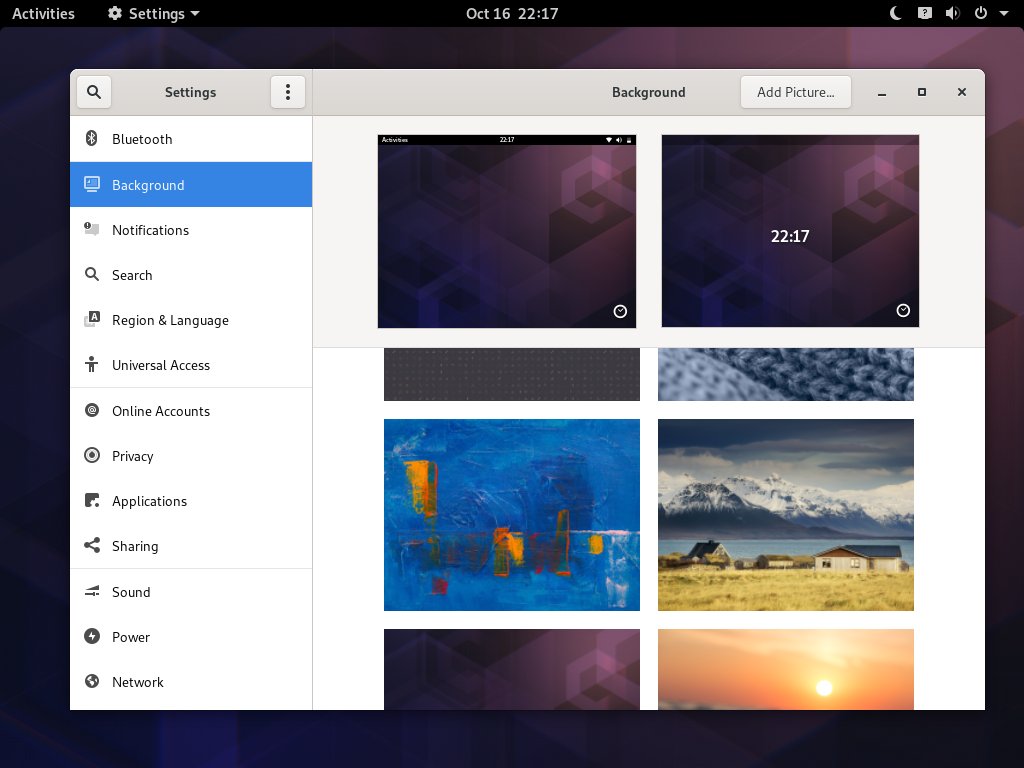 Activities Settings Oct 16 22:17
Settings Background Add Picture...
Bluetooth
Background
Notifications
Search
Region & Language
Universal Access
Online Accounts
Privacy
Applications
Sharing
Sound
Power
Network
Activities 22:17
22:17